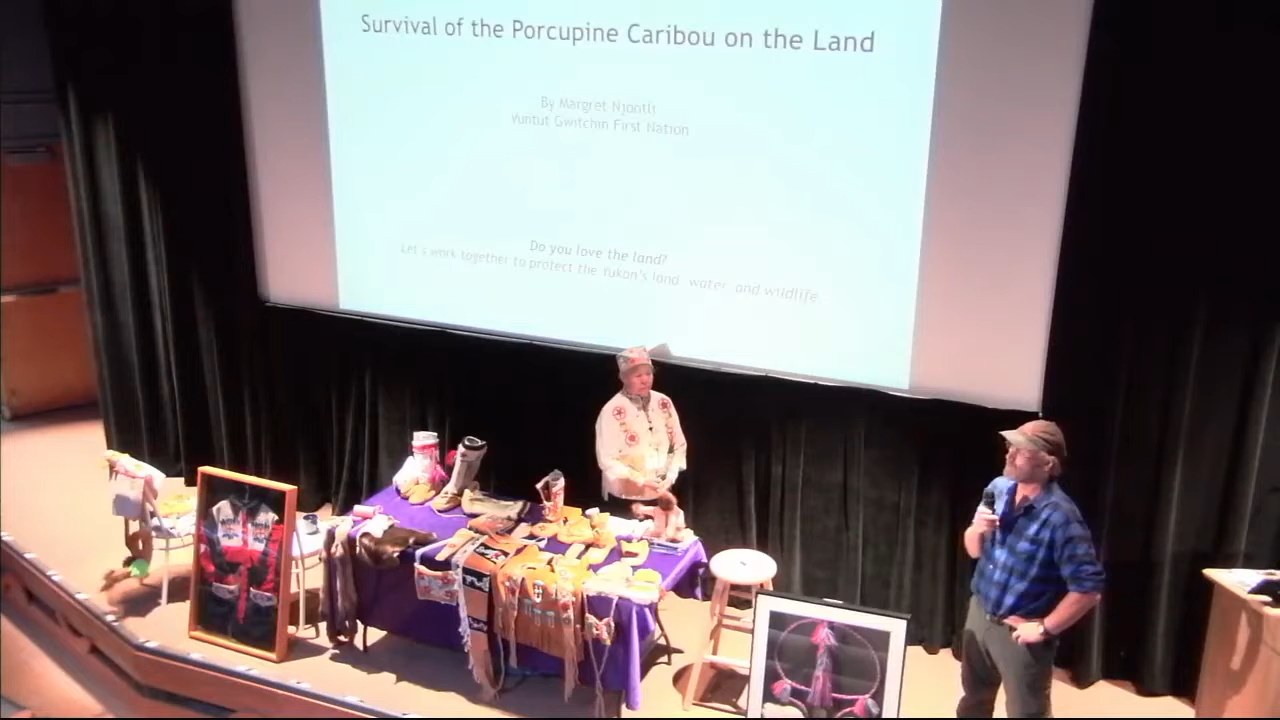 Survival of the Porcupine Caribou on the Land
By Margret Njootli
Vuntut Gwitchin First Nation
Do you love the land?
Let's work together to protect the Yukon's land, water, and wildlife.